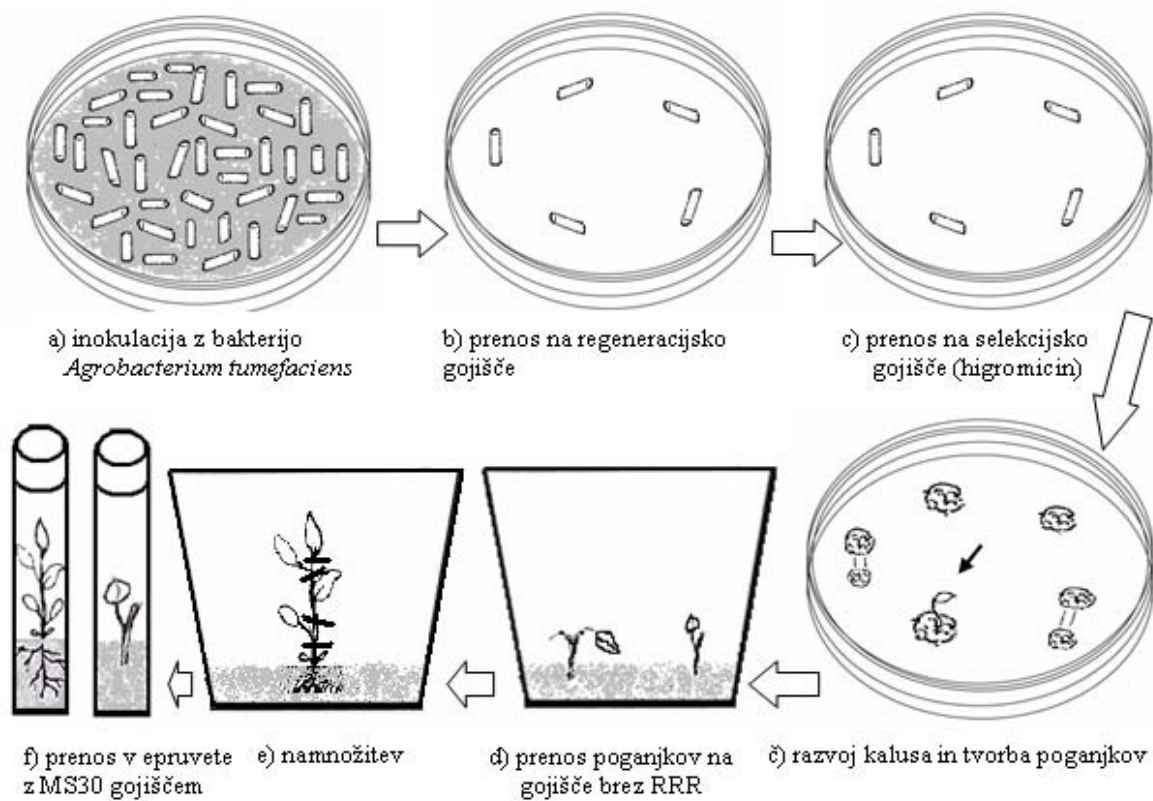 a) inokulacija z bakterijo
Agrobacterium tumefaciens
b) prenos na regeneracijsko
gojišče
c) prenos na selekcijsko
gojišče (higromicin)
č) razvoj kalusa in tvorba poganjkov
d) prenos poganjkov na
gojišče brez RRR
e) namnožitev
f) prenos v epruvete
z MS30 gojiščem